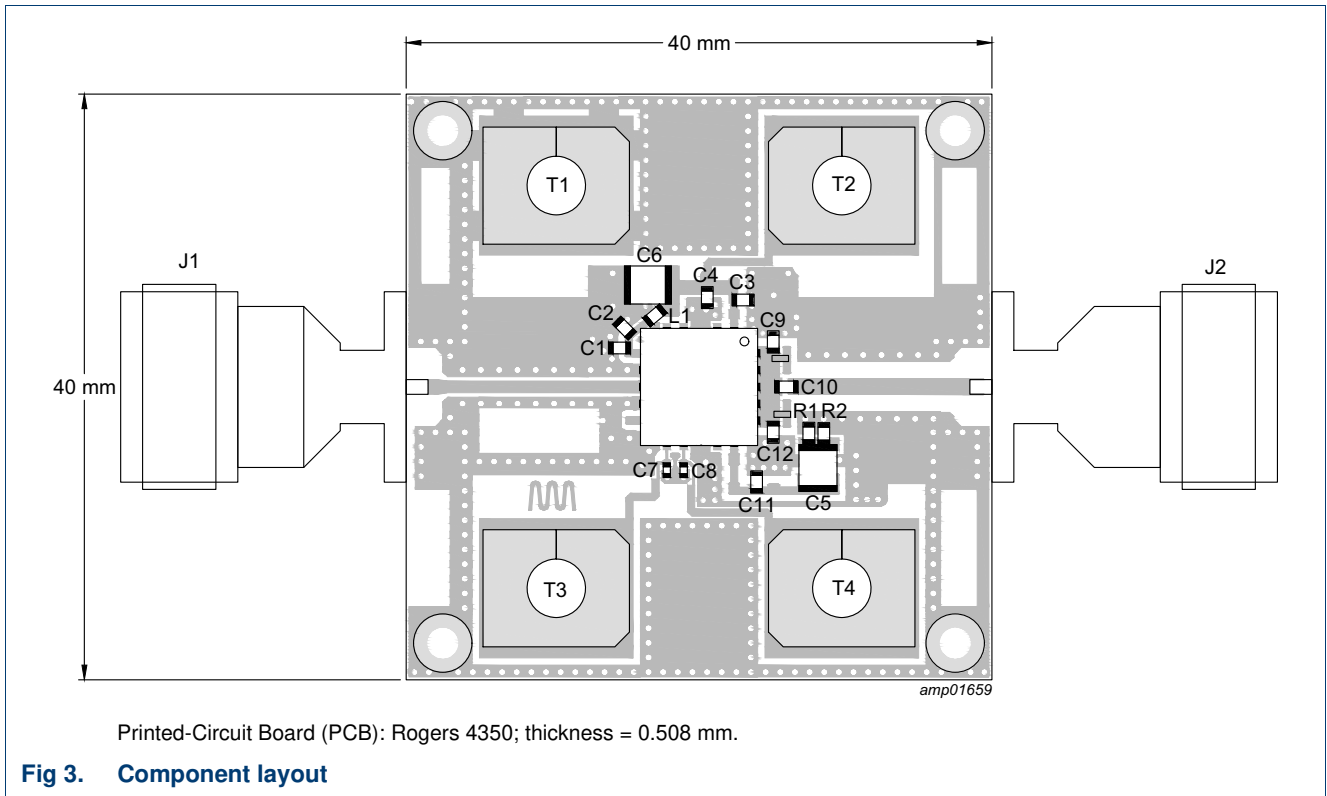 40 mm
T1
T2
J1
C6
J2
C4
C3
C2
L1
C9
C1
40 mm
C10
R1
R2
C12
C7
C8
C11
C5
T3
T4
amp01659
Printed-Circuit Board (PCB): Rogers 4350; thickness = 0.508 mm.
Fig 3. Component layout